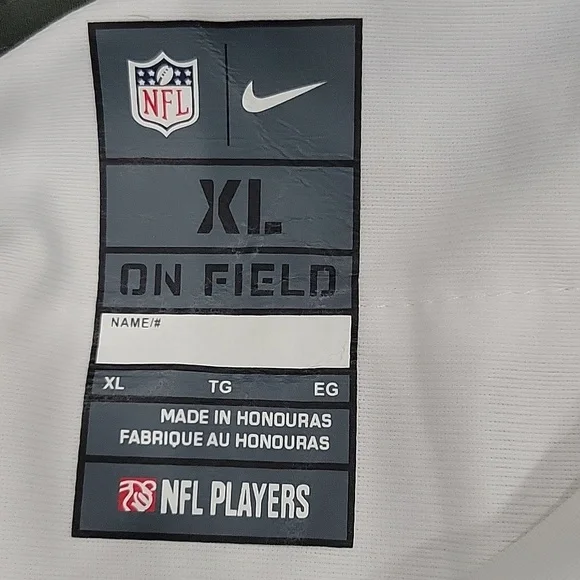 NFL
XL
ON FIELD
NAME/#
XL TG EG
MADE IN HONOURAS
FABRIQUE AU HONOURAS
NFL PLAYERS